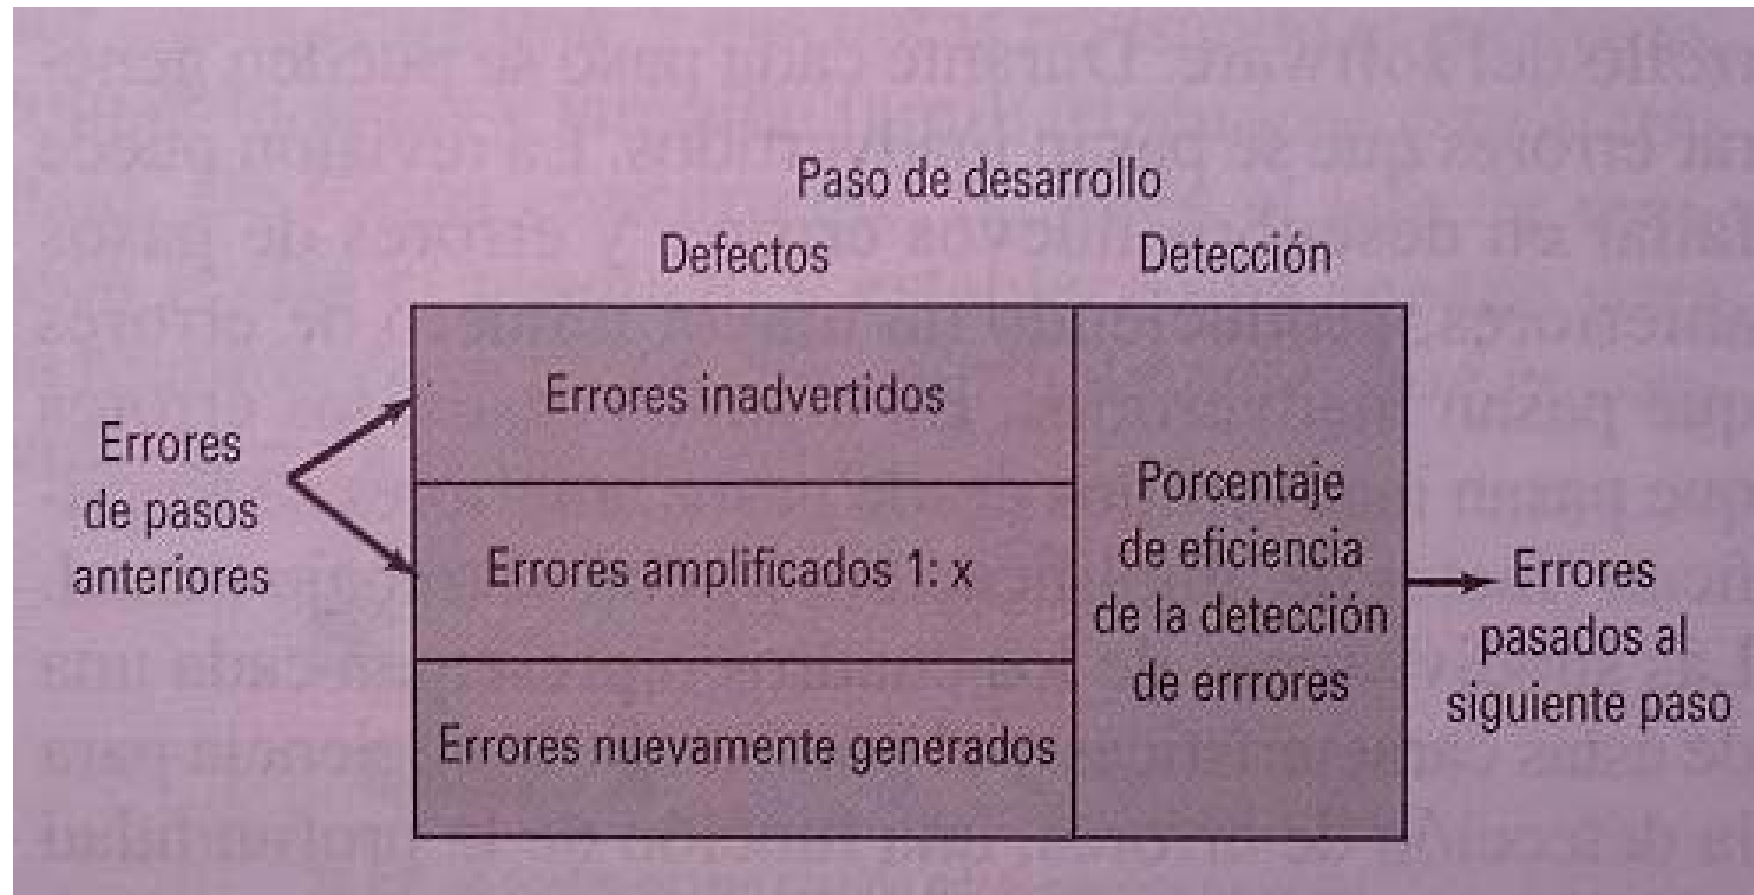 Paso de desarrollo
Defectos
Detección
Errores
de pasos
anteriores
Errores inadvertidos
Errores amplificados 1: x
Errores nuevamente generados
Porcentaje
de eficiencia
de la detección
de errrores
Errores
pasados al
siguiente paso